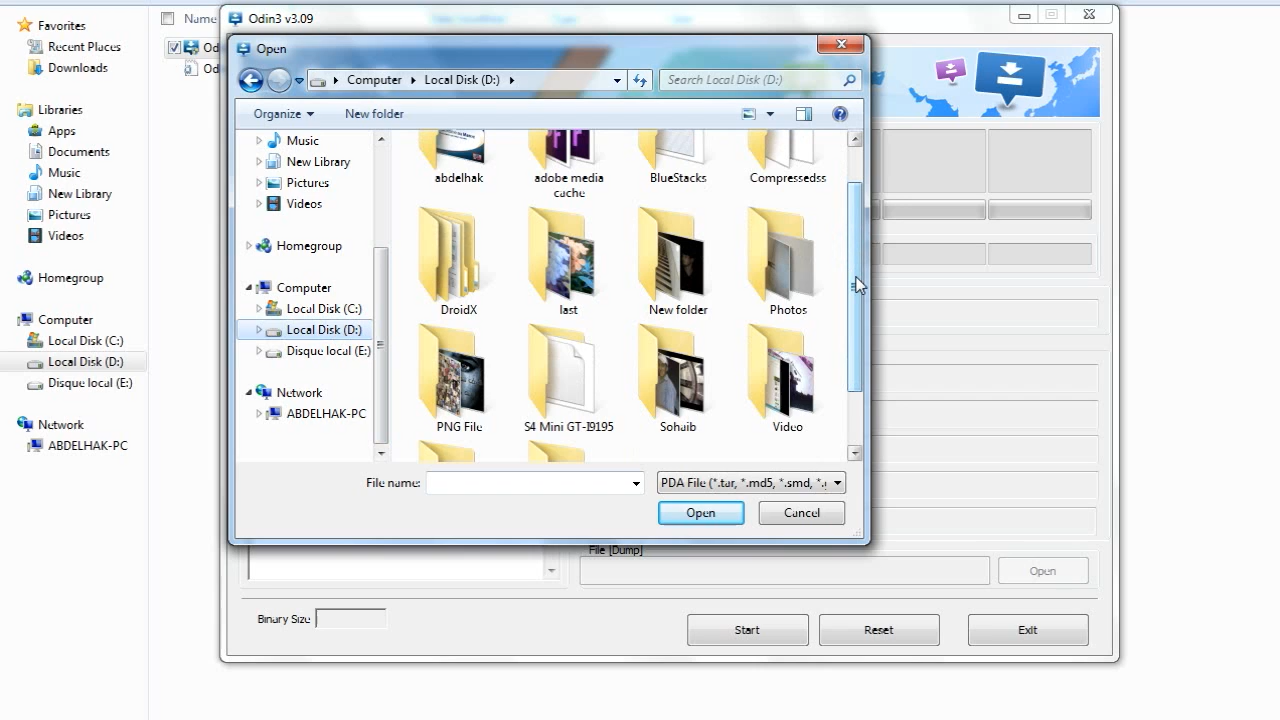 Favorites
Recent Places
Downloads
Libraries
Apps
Documents
Music
New Library
Pictures
Videos
Homegroup
Computer
Local Disk (C:)
Local Disk (D:)
Disque local (E:)
Network
ABDELHAK-PC
Name
Od
Od
Odin3 v3.09
Open
Computer
Local Disk (D:)
Search Local Disk (D:)
Organize
New folder
Music
New Library
Pictures
Videos
Homegroup
Computer
Local Disk (C:)
Local Disk (D:)
Disque local (E:)
Network
ABDELHAK-PC
abdelhak
adobe media
cache
BlueStacks
Compressedss
DroidX
last
New folder
Photos
PNG File
S4 Mini GT-I9195
Sohaib
Video
File name:
PDA File (*.tar, *.md5, *.smd, *.
Open
Cancel
File [Dump]
Open
Binary Size
Start
Reset
Exit